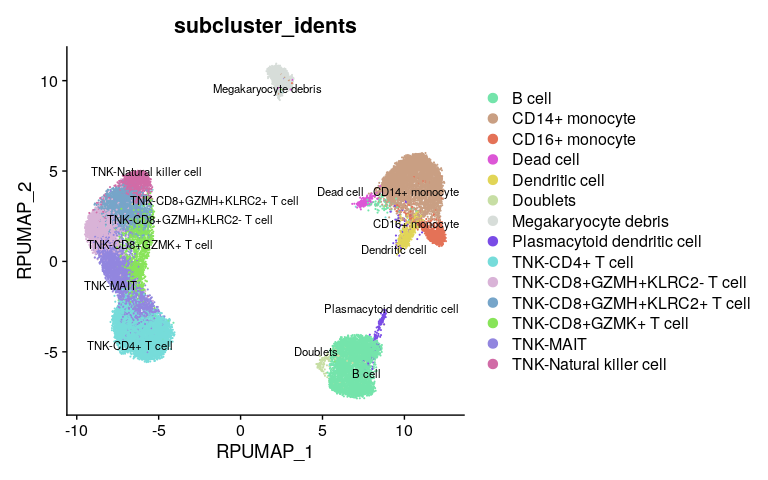 subcluster_idents
RPUMAP_2
10
5
0
-5
-10
-5
0
5
10
RPUMAP_1
Megakaryocyte debris
TNK-Natural killer cell
TNK-CD8+GZMH+KLRC2+ T cell
TNK-CD8+GZMH+KLRC2- T cell
TNK-CD8+GZMK+ T cell
TNK-MAIT
TNK-CD4+ T cell
Dead cell
CD14+ monocyte
CD16+ monocyte
Dendritic cell
Plasmacytoid dendritic cell
Doublets
B cell
B cell
CD14+ monocyte
CD16+ monocyte
Dead cell
Dendritic cell
Doublets
Megakaryocyte debris
Plasmacytoid dendritic cell
TNK-CD4+ T cell
TNK-CD8+GZMH+KLRC2- T cell
TNK-CD8+GZMH+KLRC2+ T cell
TNK-CD8+GZMK+ T cell
TNK-MAIT
TNK-Natural killer cell